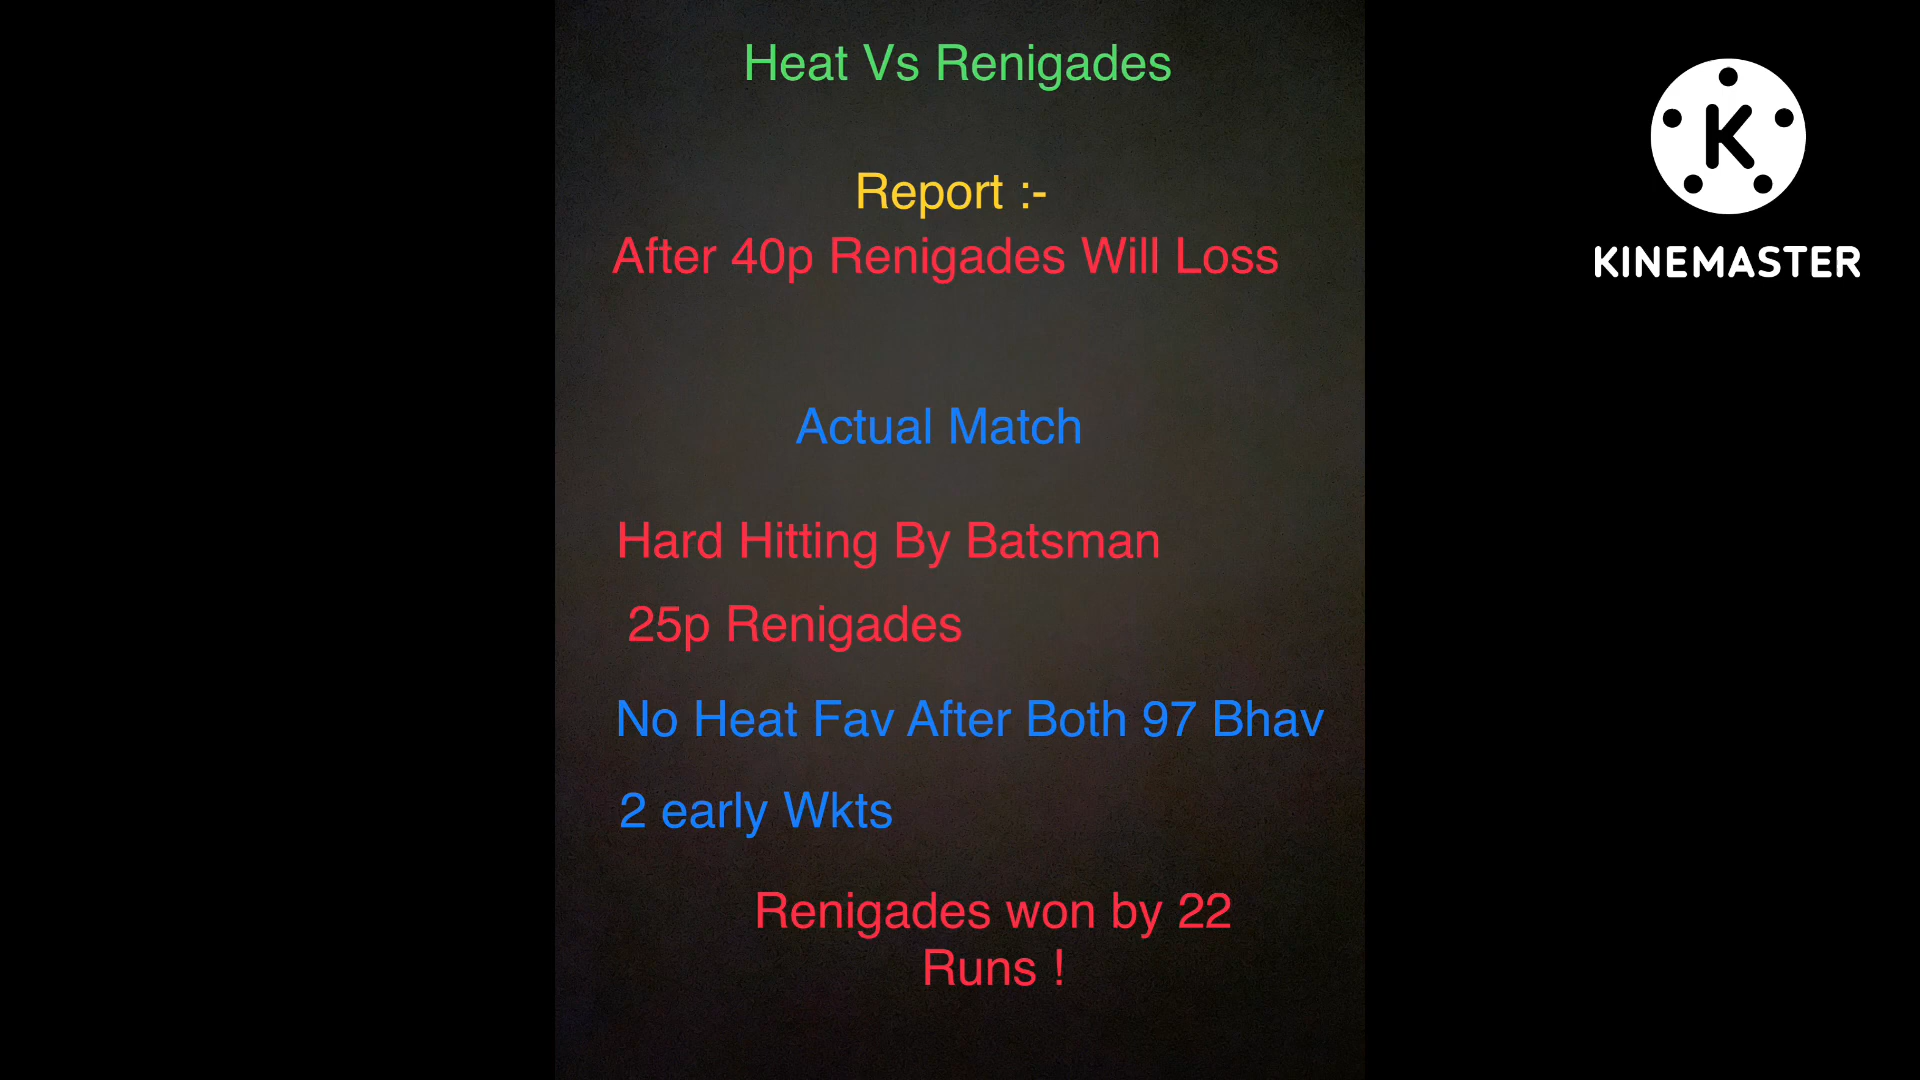 Heat Vs Renigades
Report :-
After 40p Renigades Will Loss
Actual Match
Hard Hitting By Batsman
25p Renigades
No Heat Fav After Both 97 Bhav
2 early Wkts
Renigades won by 22
Runs !
K
KINEMASTER